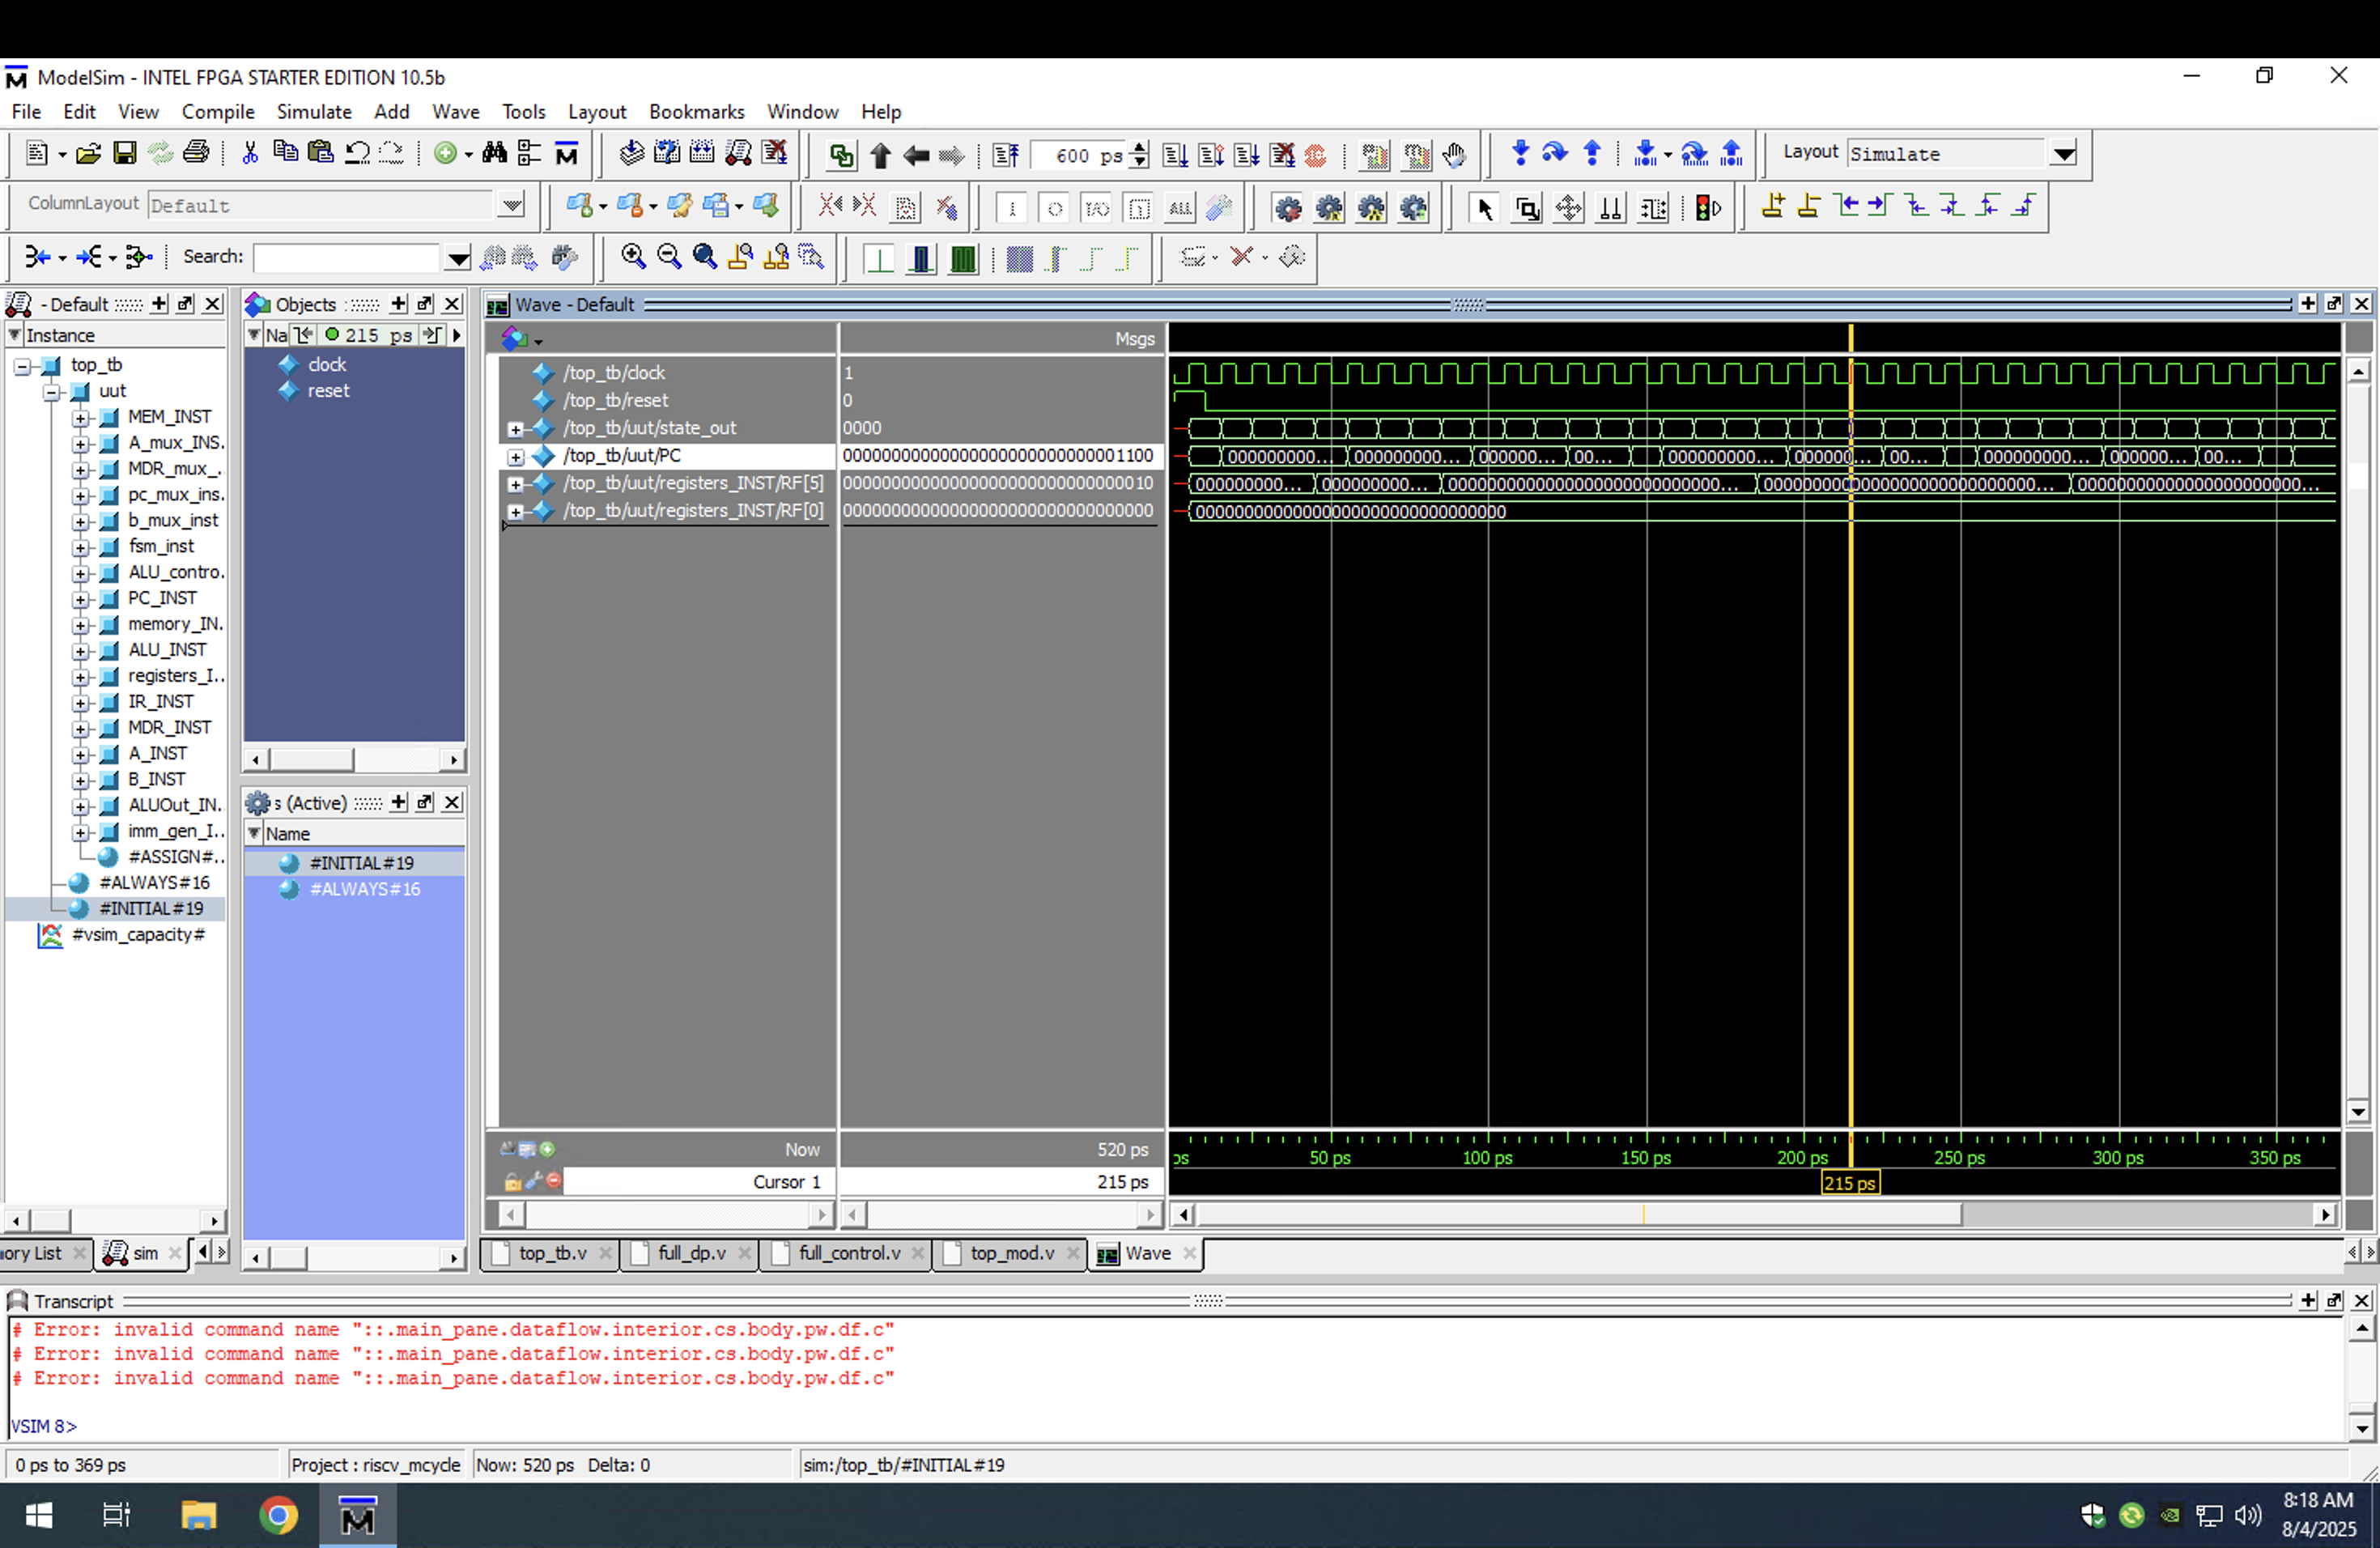 ModelSim - INTEL FPGA STARTER EDITION 10.5b
File Edit View Compile Simulate Add Wave Tools Layout Bookmarks Window Help
600 ps
Layout Simulate
ColumnLayout Default
Search:
- Default
Instance
top_tb
uut
MEM_INST
A_mux_INS.
MDR_mux_.
pc_mux_ins.
b_mux_inst
fsm_inst
ALU_contro.
PC_INST
memory_IN.
ALU_INST
registers_I..
IR_INST
MDR_INST
A_INST
B_INST
ALUOut_IN.
imm_gen_I..
#ASSIGN#..
#ALWAYS#16
#INITIAL#19
#vsim_capacity#
ory List sim
Objects
Na 215 ps
clock
reset
s (Active)
Name
#INITIAL#19
#ALWAYS#16
Wave - Default
Msgs
/top_tb/clock 1
/top_tb/reset 0
/top_tb/uut/state_out 0000
/top_tb/uut/PC 00000000000000000000000000001100
000000000... 000000000... 000000... 00... 000000000... 000000... 00... 000000000... 000000... 00...
/top_tb/uut/registers_INST/RF[5] 00000000000000000000000000000010
000000000... 000000000... 000000000000000000000000000... 000000000000000000000000000... 00000000000000000000000...
/top_tb/uut/registers_INST/RF[0] 00000000000000000000000000000000
00000000000000000000000000000000
Now 520 ps
Cursor 1 215 ps
ps 50 ps 100 ps 150 ps 200 ps 250 ps 300 ps 350 ps
215 ps
top_tb.v full_dp.v full_control.v top_mod.v Wave
Transcript
# Error: invalid command name "::.main_pane.dataflow.interior.cs.body.pw.df.c"
# Error: invalid command name "::.main_pane.dataflow.interior.cs.body.pw.df.c"
# Error: invalid command name "::.main_pane.dataflow.interior.cs.body.pw.df.c"
VSIM 8>
0 ps to 369 ps Project : riscv_mcycle Now: 520 ps Delta: 0 sim:/top_tb/#INITIAL#19
8:18 AM
8/4/2025